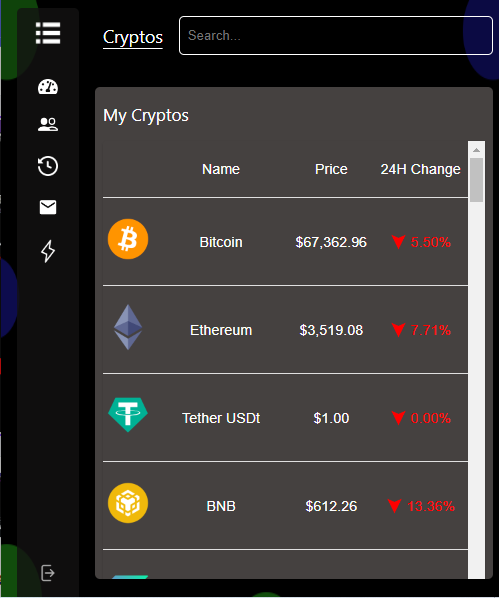 Cryptos
Search...
My Cryptos
Name Price 24H Change
Bitcoin $67,362.96 5.50%
Ethereum $3,519.08 7.71%
Tether USDt $1.00 0.00%
BNB $612.26 13.36%